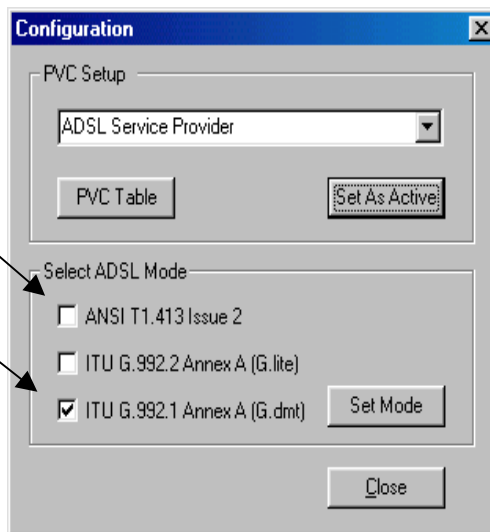 Configuration
PVC Setup
ADSL Service Provider
PVC Table
Set As Active
Select ADSL Mode
ANSI T1.413 Issue 2
ITU G.992.2 Annex A (G.lite)
ITU G.992.1 Annex A (G.dmt)
Set Mode
Close